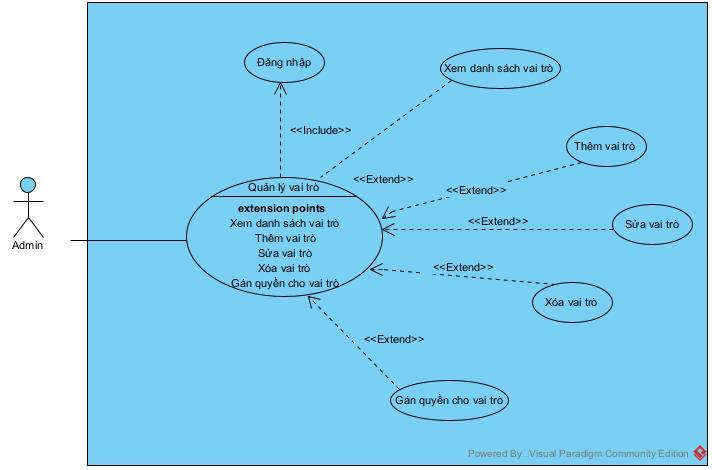 Đăng nhập
Xem danh sách vai trò
<<Include>>
Thêm vai trò
Quản lý vai trò
<<Extend>>
<<Extend>>
extension points
Xem danh sách vai trò
Thêm vai trò
Sửa vai trò
Xóa vai trò
Gán quyền cho vai trò
<<Extend>>
Sửa vai trò
Admin
<<Extend>>
Xóa vai trò
<<Extend>>
Gán quyền cho vai trò
Powered By Visual Paradigm Community Edition